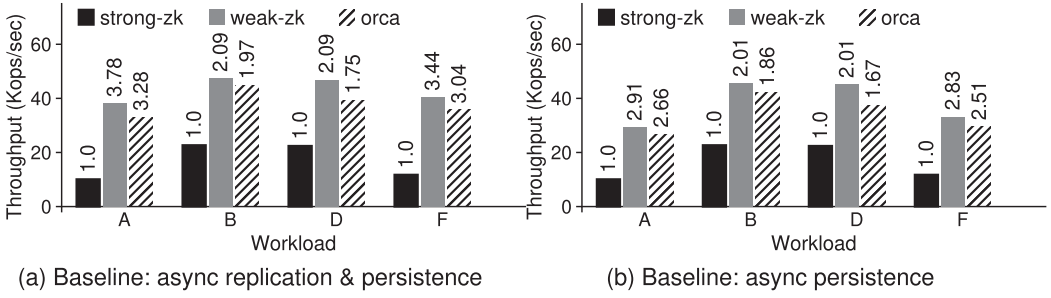 strong-zk weak-zk orca
Throughput (Kops/sec)
60
40
20
0
1.0 3.78 3.28
1.0 2.09 1.97
1.0 2.09 1.75
1.0 3.44 3.04
A B D F
Workload
(a) Baseline: async replication & persistence
strong-zk weak-zk orca
Throughput (Kops/sec)
60
40
20
0
1.0 2.91 2.66
1.0 2.01 1.86
1.0 2.01 1.67
1.0 2.83 2.51
A B D F
Workload
(b) Baseline: async persistence